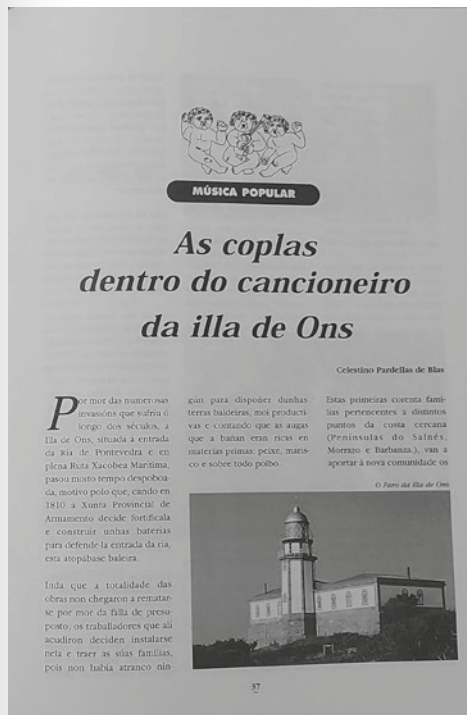 MÚSICA POPULAR
As coplas
dentro do cancioneiro
da illa de Ons
Celestino Pardellas de Blas
Por mor das numerosas
invasións que sufriu ó
longo dos séculos, a
Illa de Ons, situada á entrada
da Ría de Pontevedra e en
plena Ruta Xacobea Marítima,
pasou moito tempo despoboa-
da, motivo polo que, cando en
1810 a Xunta Provincial de
Armamento decide fortificala
e construir unhas baterías
para defende-la entrada da ría,
esta atopábase baleira.
Inda que a totalidade das
obras non chegaron a rematar-
se por mor da falla de presu-
posto, os traballadores que alí
acudiron deciden instalarse
nela e traer as súas familias,
pois non había atranco nin-
gún para dispoñer dunhas
terras baldeiras, moi producti-
vas e contando que as augas
que a bañan eran ricas en
materias primas: peixe, maris-
co e sobre todo polbo.
Estas primeiras corenta fami-
lias pertencentes a distintos
puntos da costa cercana
(Penínsulas do Salnés,
Morrazo e Barbanza,), van a
aportar á nova comunidade os
O Faro da illa de Ons
37